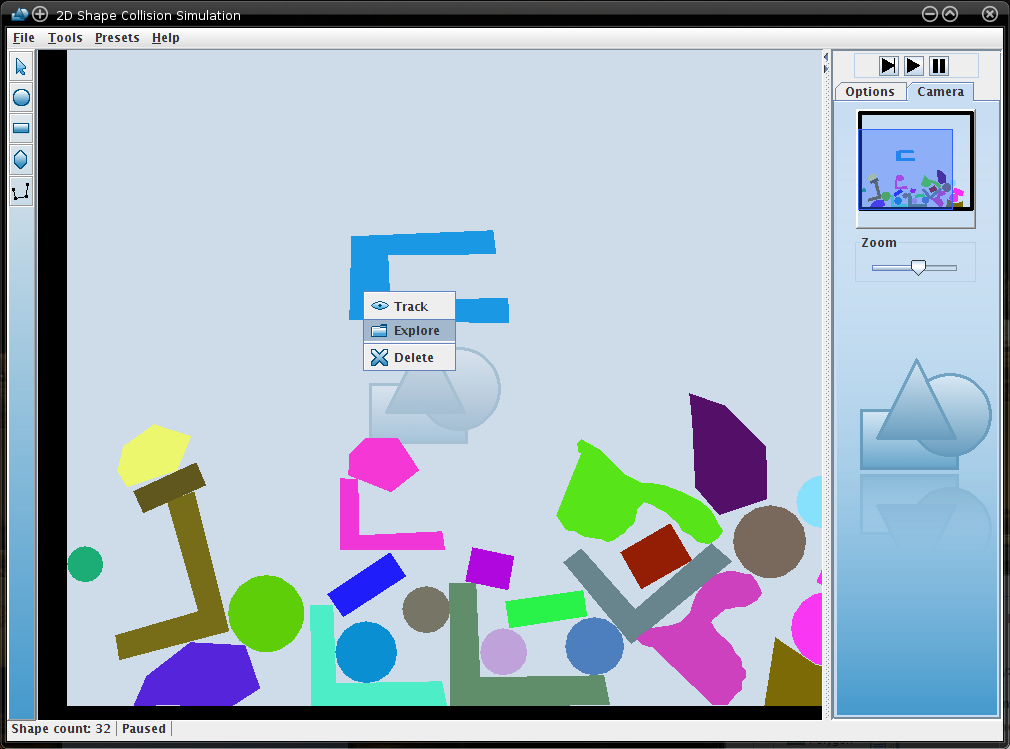 2D Shape Collision Simulation
File Tools Presets Help
Options Camera
Zoom
Track
Explore
Delete
Shape count: 32 Paused